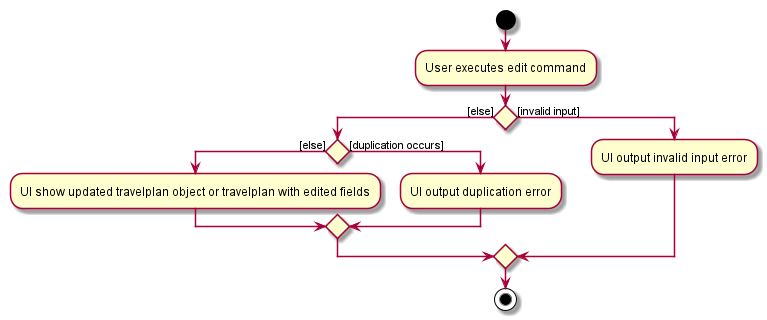 User executes edit command
[else]
[invalid input]
[else]
[duplication occurs]
UI output invalid input error
UI show updated travelplan object or travelplan with edited fields
UI output duplication error